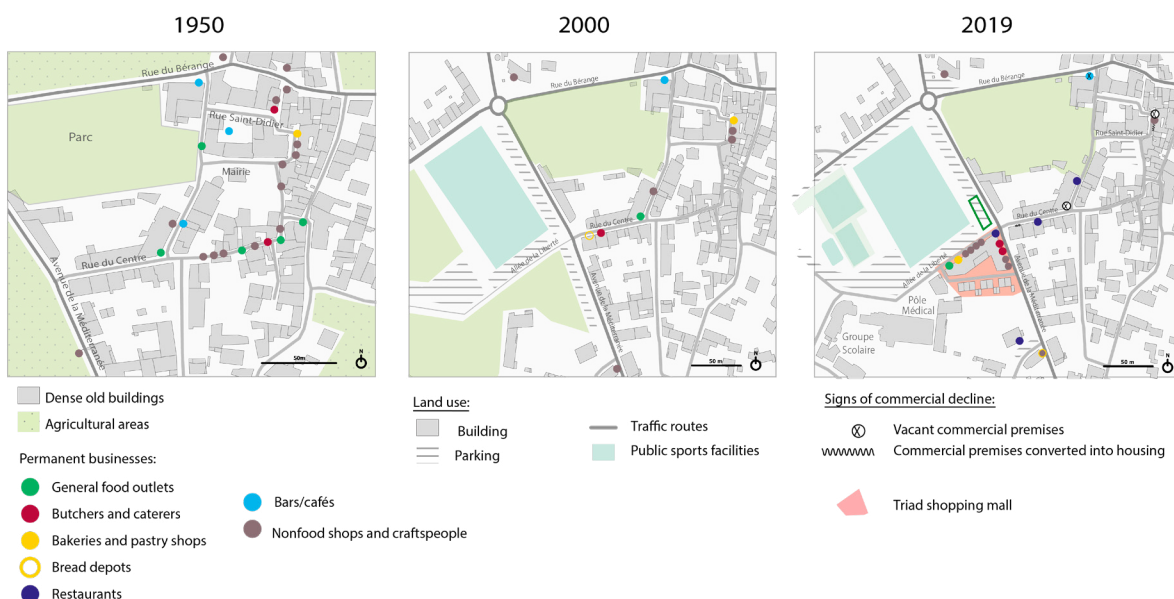 1950
2000
2019
Rue du Bérange
Parc
Rue Saint-Didier
Mairie
Rue du Centre
Avenue de la Méditerranée
50m
N
Rue du Bérange
Rue du Centre
Allée de la Liberté
Avenue de la Méditerranée
50 m
N
Rue du Bérange
Rue Saint-Didier
Rue du Centre
Allée de la Liberté
Avenue de la Méditerranée
Pôle
Médical
Groupe
Scolaire
50 m
N
Dense old buildings
Agricultural areas
Permanent businesses:
General food outlets
Butchers and caterers
Bakeries and pastry shops
Bread depots
Restaurants
Bars/cafés
Nonfood shops and craftspeople
Land use:
Building
Parking
Traffic routes
Public sports facilities
Signs of commercial decline:
Vacant commercial premises
Commercial premises converted into housing
Triad shopping mall